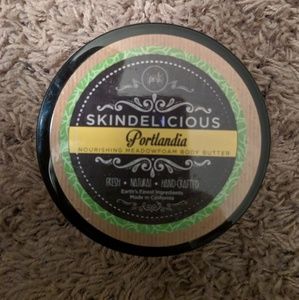 SKINDELICIOUS
Portlandia
NOURISHING MEADOWFOAM BODY BUTTER
FRESH • NATURAL • HAND-CRAFTED
Earth's Finest Ingredients
Made in California